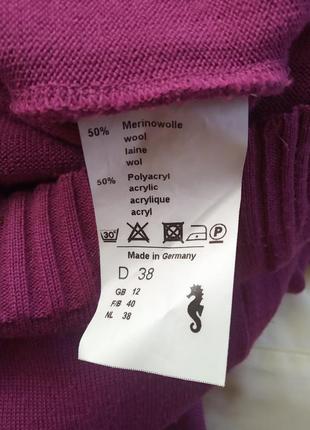 50% Merinowolle
wool
laine
wol
50% Polyacryl
acrylic
acrylique
acryl
30° P
Made in Germany
D 38
GB 12
F/B 40
NL 38